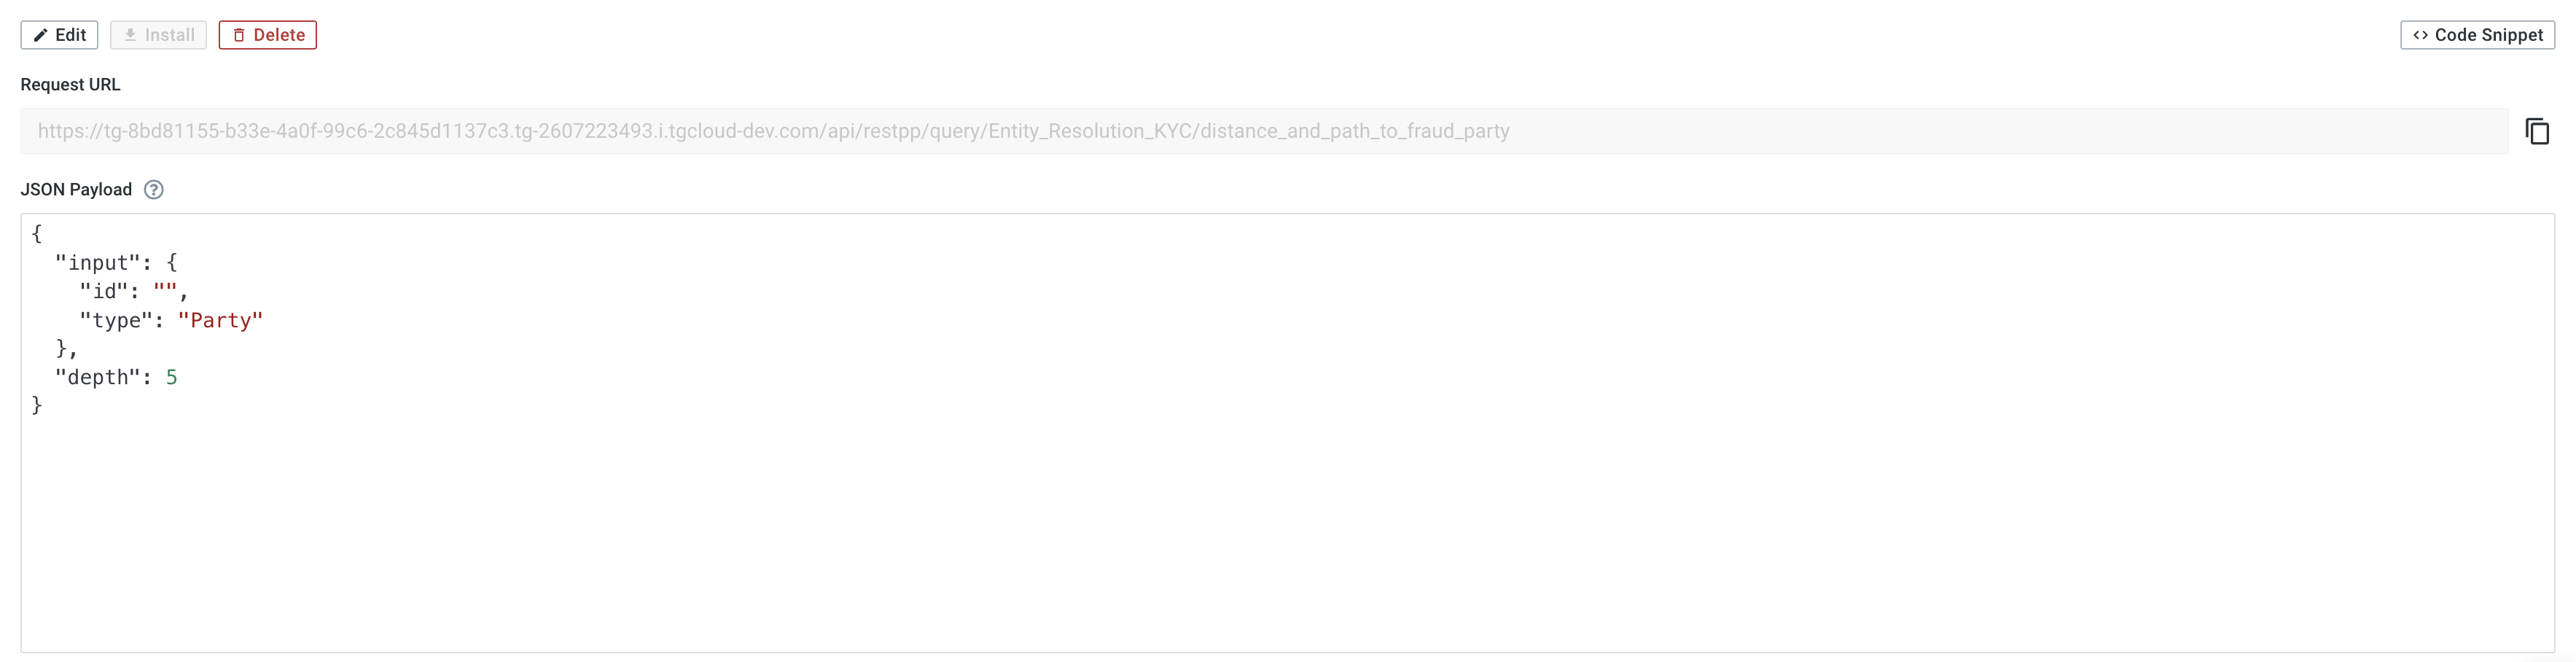 Edit Install Delete Code Snippet
Request URL
https://tg-8bd81155-b33e-4a0f-99c6-2c845d1137c3.tg-2607223493.i.tgcloud-dev.com/api/restpp/query/Entity_Resolution_KYC/distance_and_path_to_fraud_party
JSON Payload ?
{
  "input": {
    "id": "",
    "type": "Party"
  },
  "depth": 5
}